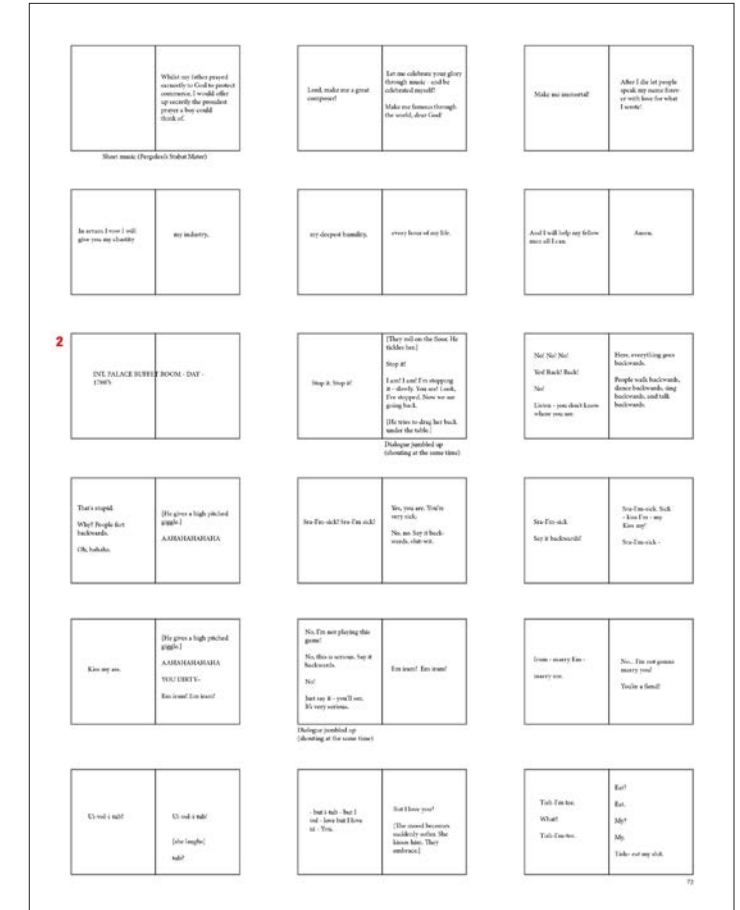 Whilst my father prayed
earnestly to God to protect
commerce, I would offer
up secretly the proudest
prayer a boy could
think of.
Sheet music (Pergolesi's Stabat Mater)
Lord, make me a great
composer!
Let me celebrate your glory
through music - and be
celebrated myself!
Make me famous through
the world, dear God!
Make me immortal!
After I die let people
speak my name forev-
er with love for what
I wrote!
In return I vow I will
give you my chastity
my industry,
my deepest humility,
every hour of my life.
And I will help my fellow
man all I can.
Amen.
2
INT. PALACE BUFFET ROOM - DAY -
1780'S
Stop it. Stop it!
[They roll on the floor. He
tickles her.]
Stop it!
I am! I am! I'm stopping
it - slowly. You see! Look,
I've stopped. Now we are
going back.
[He tries to drag her back
under the table.]
Dialogue jumbled up
(shouting at the same time)
No! No! No!
Yes! Back! Back!
No!
Listen - you don't know
where you are
Here, everything goes
backwards.
People walk backwards,
dance backwards, sing
backwards, and talk
backwards.
That's stupid.
Why? People fart
backwards.
Oh, hahaha.
[He gives a high pitched
giggle.]
AAHAHAHAHAHA
Sra-I'm-sick! Sra-I'm sick!
Yes, you are. You're
very sick.
No, no. Say it back-
wards, shit-wit.
Sra-I'm-sick
Say it backwards!
Sra-I'm-sick. Sick
- kiss I'm - my
Kiss my!
Sra-I'm-sick -
Kiss my ass.
[He gives a high pitched
giggle.]
AAHAHAHAHAHA
YOU DIRTY-
Em iram! Em iram!
No, I'm not playing this
game!
No, this is serious. Say it
backwards.
No!
Just say it - you'll see.
It's very serious.
Dialogue jumbled up
(shouting at the same time)
Em iram! Em iram!
Iram - marry Em -
marry me.
No.. I'm not gonna
marry you!
You're a fiend!
Ui-vol-i-tub!
Ui-vol-i-tub!
[she laughs]
tub?
- but i-tub - but I
vol - love but I love
ui - You.
But I love you!
[The mood becomes
suddenly softer. She
kisses him. They
embrace.]
Tish-I'm tee.
What?
Tish-I'm-tee.
Eat?
Eat.
My?
My.
Tish- eat my shit.
72